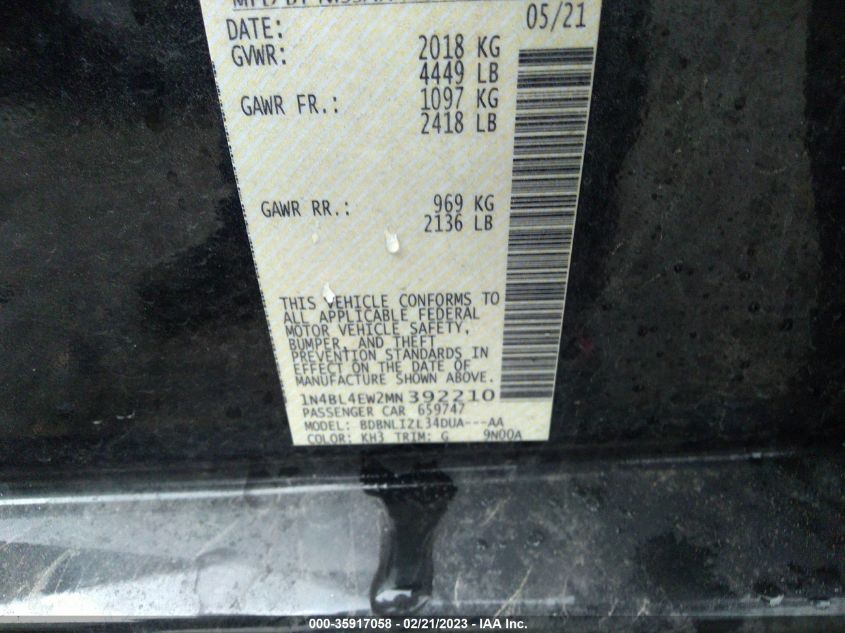 MFD BY NISSAN
DATE: 05/21
GVWR: 2018 KG
4449 LB
GAWR FR.: 1097 KG
2418 LB
GAWR RR.: 969 KG
2136 LB
THIS VEHICLE CONFORMS TO
ALL APPLICABLE FEDERAL
MOTOR VEHICLE SAFETY,
BUMPER, AND THEFT
PREVENTION STANDARDS IN
EFFECT ON THE DATE OF
MANUFACTURE SHOWN ABOVE.
1N4BL4EW2MN392210
PASSENGER CAR 659747
MODEL: BDBNLIZL34DUA---AA
COLOR: KH3 TRIM: G 9N00A
000-35917058 - 02/21/2023 - IAA Inc.